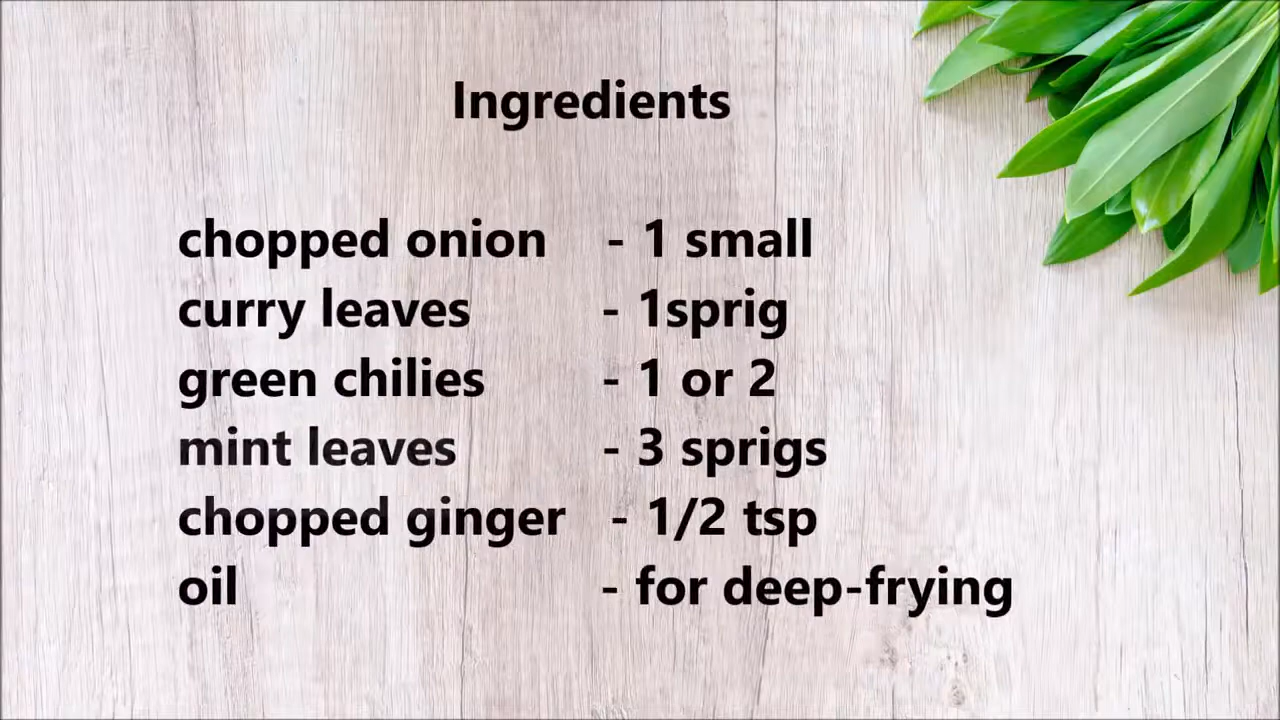 Ingredients
chopped onion - 1 small
curry leaves - 1sprig
green chilies - 1 or 2
mint leaves - 3 sprigs
chopped ginger - 1/2 tsp
oil - for deep-frying